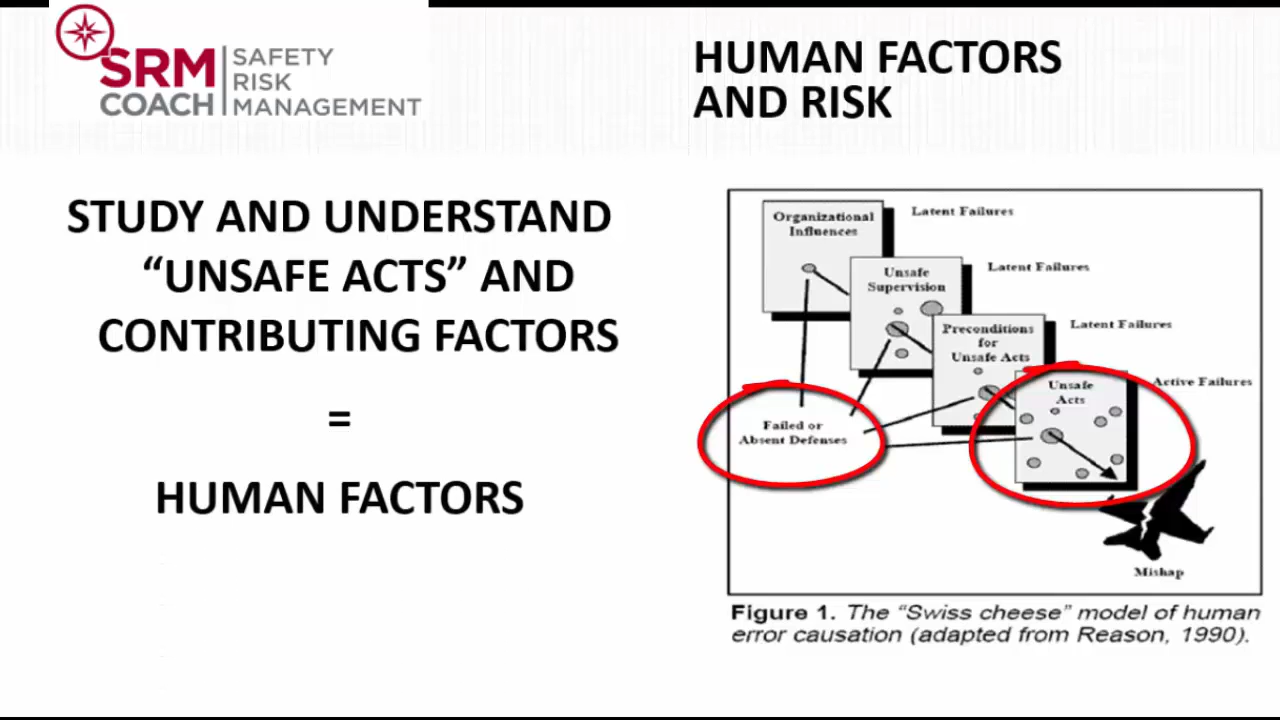 SRM COACH
SAFETY
RISK
MANAGEMENT
HUMAN FACTORS
AND RISK
STUDY AND UNDERSTAND
“UNSAFE ACTS” AND
CONTRIBUTING FACTORS
=
HUMAN FACTORS
Organizational
Influences
Latent Failures
Unsafe
Supervision
Latent Failures
Preconditions
for
Unsafe Acts
Latent Failures
Unsafe
Acts
Active Failures
Failed or
Absent Defenses
Mishap
Figure 1. The “Swiss cheese” model of human
error causation (adapted from Reason, 1990).